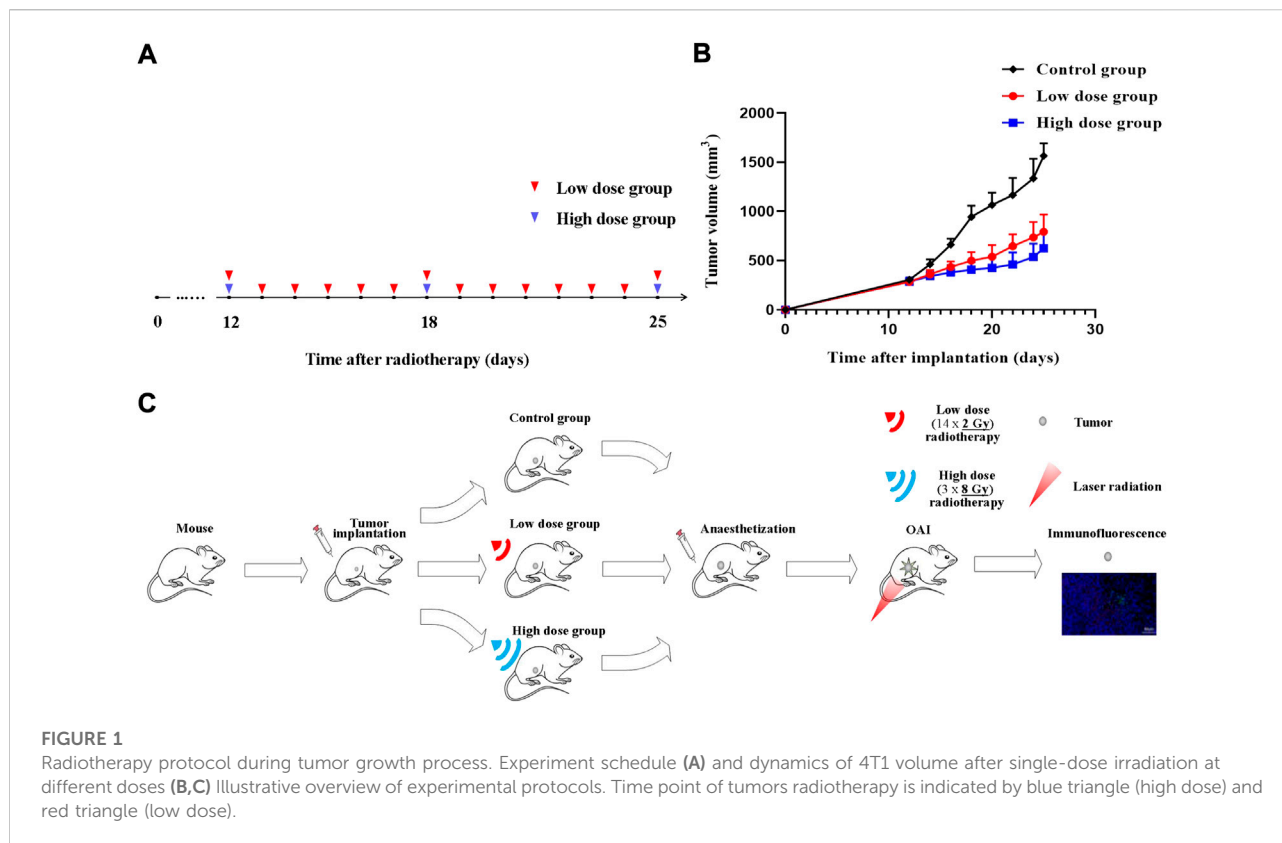 A
Low dose group
High dose group
0 ...... 12 18 25
Time after radiotherapy (days)
B
Control group
Low dose group
High dose group
2000
1500
1000
500
0
0 10 20 30
Tumor volume (mm³)
Time after implantation (days)
C
Control group
Low dose
(14 x 2 Gy)
radiotherapy
Tumor
High dose
(3 x 8 Gy)
radiotherapy
Laser radiation
Mouse
Tumor
implantation
Low dose group
Anaesthetization
OAI
Immunofluorescence
High dose group
FIGURE 1
Radiotherapy protocol during tumor growth process. Experiment schedule (A) and dynamics of 4T1 volume after single-dose irradiation at
different doses (B,C) Illustrative overview of experimental protocols. Time point of tumors radiotherapy is indicated by blue triangle (high dose) and
red triangle (low dose).